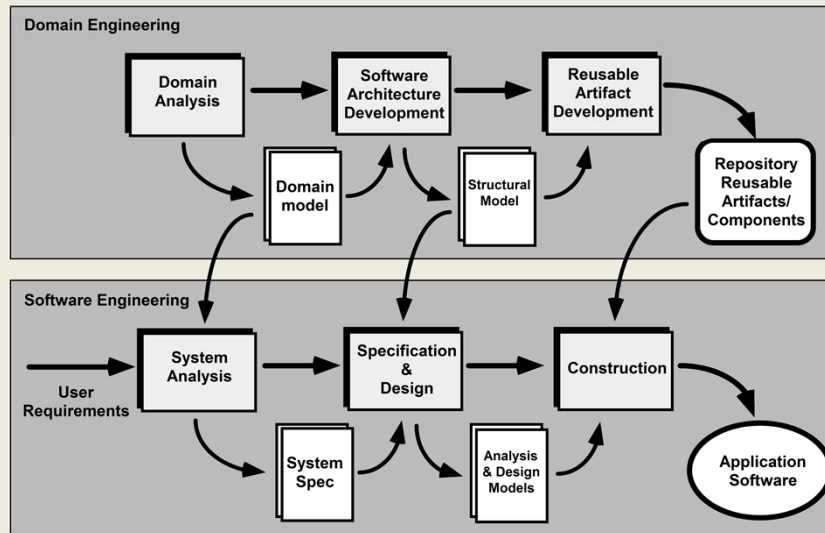 Domain Engineering
Domain
Analysis
Software
Architecture
Development
Reusable
Artifact
Development
Domain
model
Structural
Model
Repository
Reusable
Artifacts/
Components
Software Engineering
User
Requirements
System
Analysis
Specification
&
Design
Construction
System
Spec
Analysis
& Design
Models
Application
Software